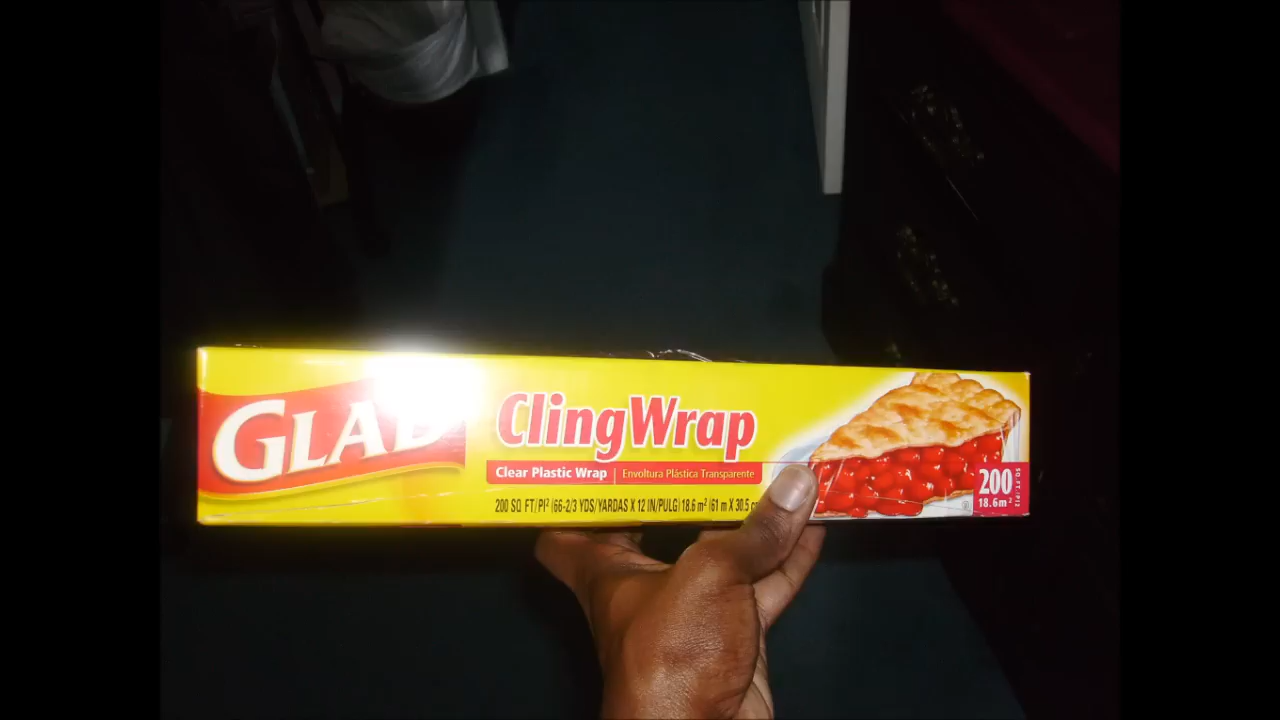 GLAD
ClingWrap
Clear Plastic Wrap | Envoltura Plástica Transparente
200 SQ FT/PI² (66-2/3 YDS/YARDAS X 12 IN/PULG) 18.6 m² (61 m X 30.5
200 SQ FT/PI2
18.6m²